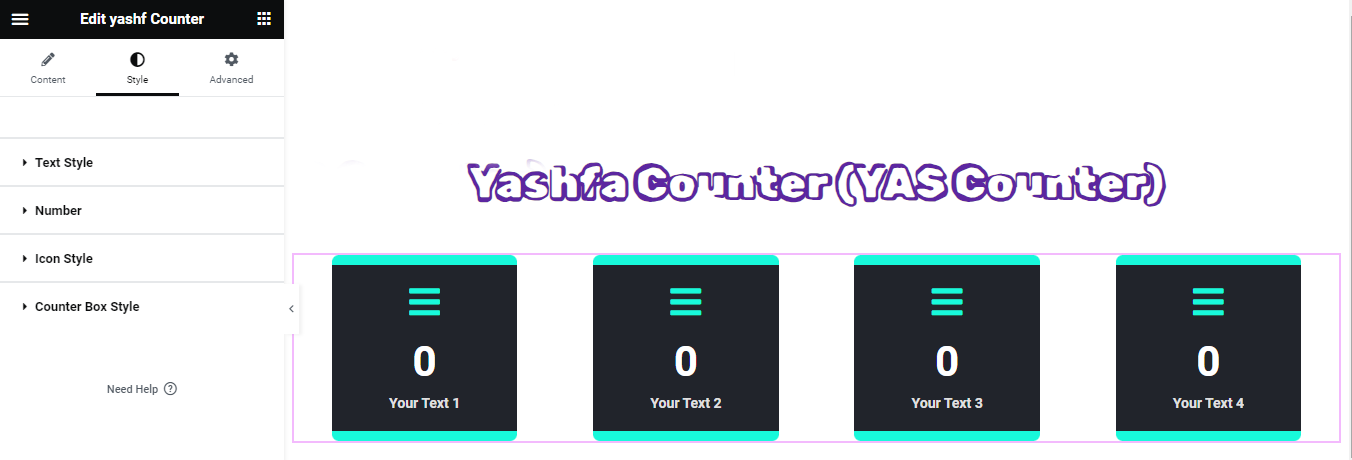 Edit yashf Counter
Content Style Advanced
Text Style
Number
Icon Style
Counter Box Style
Need Help ?
Yashfa Counter (YAS Counter)
0 0 0 0
Your Text 1 Your Text 2 Your Text 3 Your Text 4